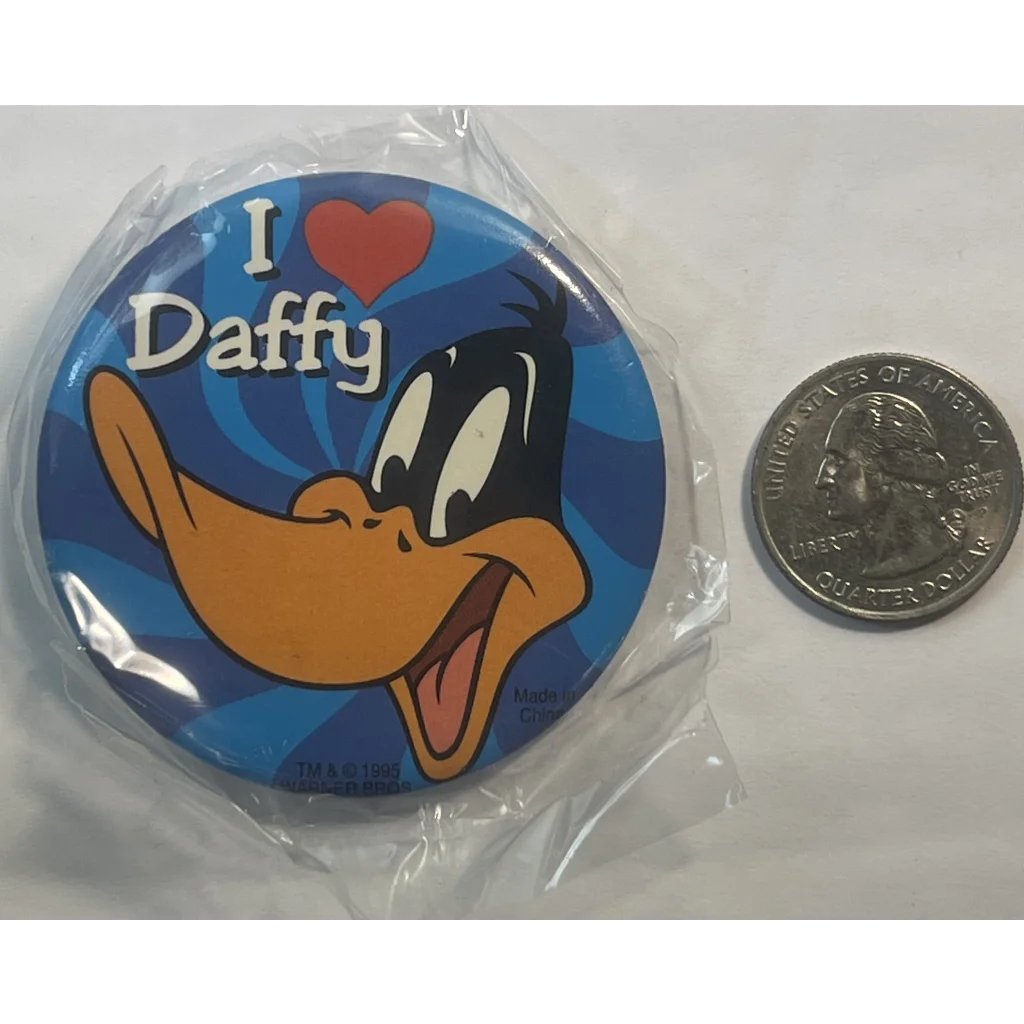 I
Daffy
Made in
China
TM & © 1995
WARNER BROS
UNITED STATES OF AMERICA
IN
GOD WE
TRUST
LIBERTY
QUARTER DOLLAR